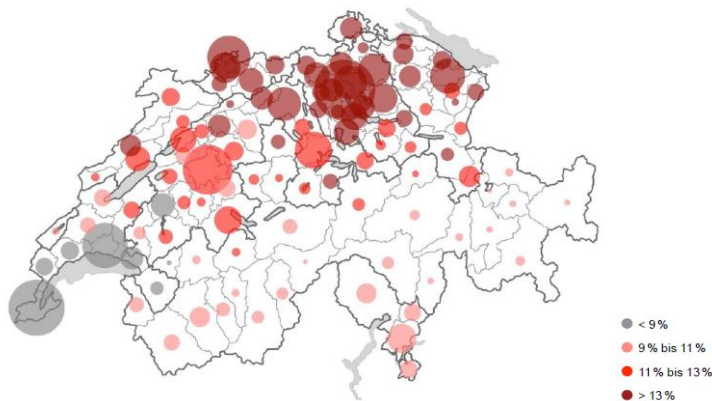 < 9 %
9 % bis 11 %
11 % bis 13 %
> 13 %